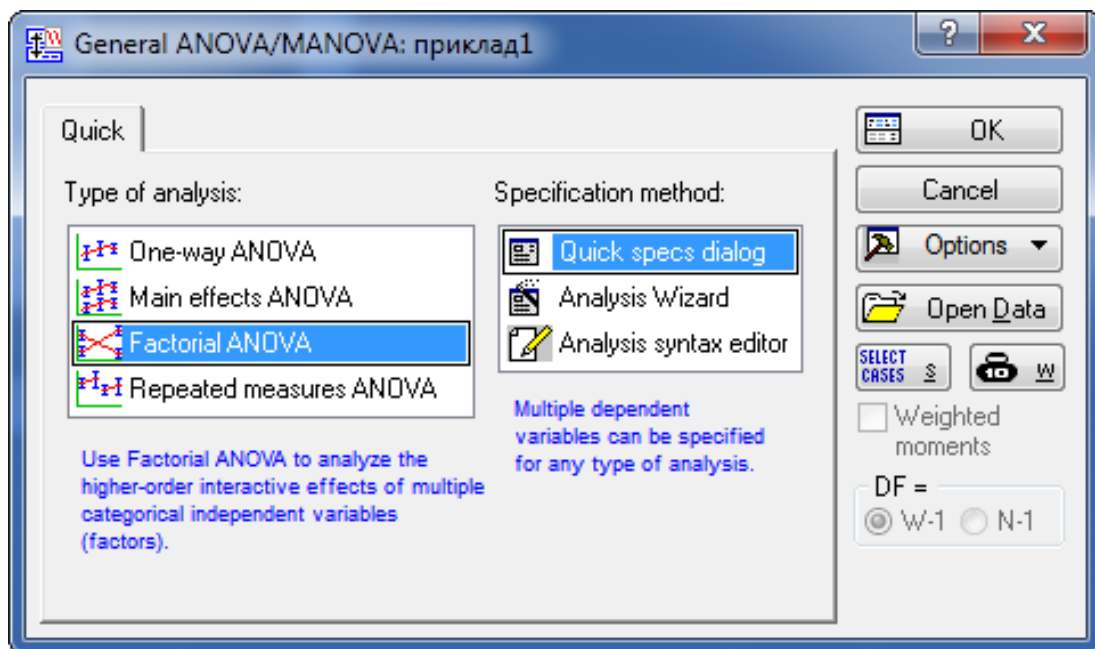 General ANOVA/MANOVA: приклад1
?
X
Quick
Type of analysis:
One-way ANOVA
Main effects ANOVA
Factorial ANOVA
Repeated measures ANOVA
Use Factorial ANOVA to analyze the
higher-order interactive effects of multiple
categorical independent variables
(factors).
Specification method:
Quick specs dialog
Analysis Wizard
Analysis syntax editor
Multiple dependent
variables can be specified
for any type of analysis.
OK
Cancel
Options
Open Data
SELECT
CASES S
10 W
Weighted
moments
DF =
W-1 N-1